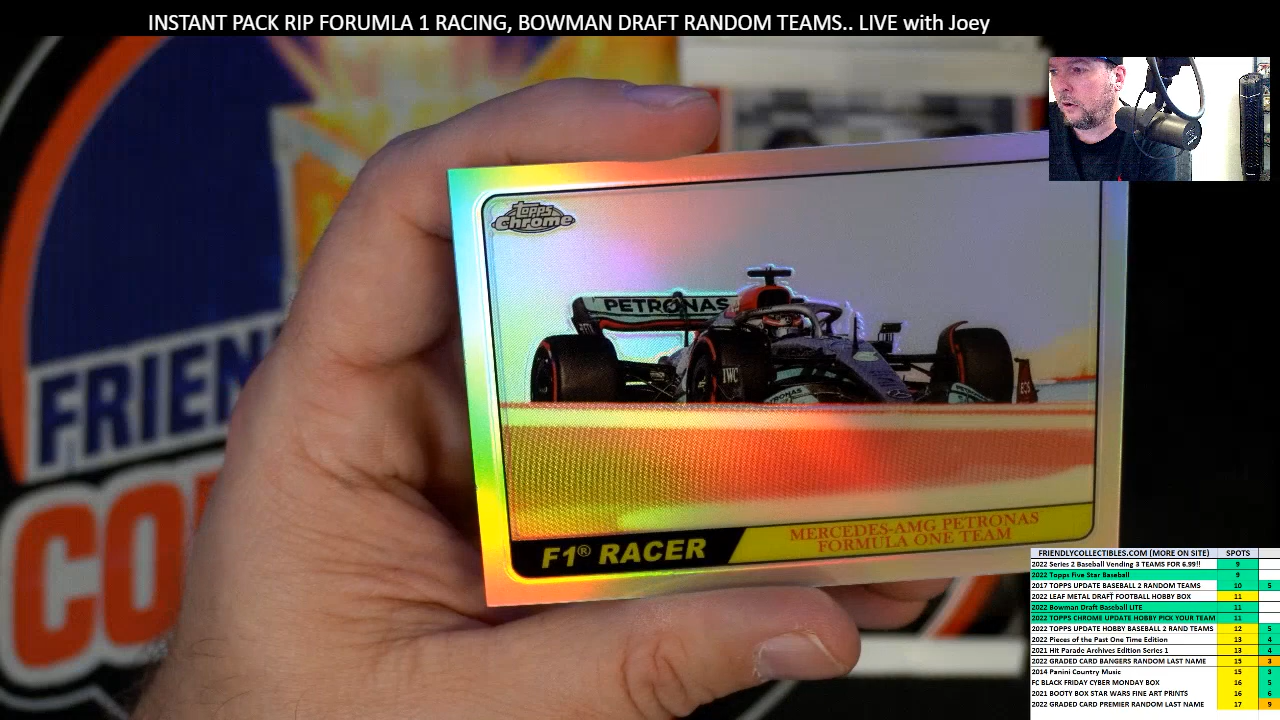 INSTANT PACK RIP FORUMLA 1 RACING, BOWMAN DRAFT RANDOM TEAMS.. LIVE with Joey
FRIEN
CO
topps
Chrome
PETRONAS
IWC
F1® RACER
MERCEDES-AMG PETRONAS
FORMULA ONE TEAM
FRIENDLYCOLLECTIBLES.COM (MORE ON SITE) SPOTS
2022 Series 2 Baseball Vending 3 TEAMS FOR 6.99!! 9
2022 Topps Five Star Baseball 9
2017 TOPPS UPDATE BASEBALL 2 RANDOM TEAMS 10 5
2022 LEAF METAL DRAFT FOOTBALL HOBBY BOX 11
2022 Bowman Draft Baseball LITE 11
2022 TOPPS CHROME UPDATE HOBBY PICK YOUR TEAM 11
2022 TOPPS UPDATE HOBBY BASEBALL 2 RAND TEAMS 12 5
2022 Pieces of the Past One Time Edition 13 4
2021 Hit Parade Archives Edition Series 1 13 4
2022 GRADED CARD BANGERS RANDOM LAST NAME 15 3
2014 Panini Country Music 15 3
FC BLACK FRIDAY CYBER MONDAY BOX 16 5
2021 BOOTY BOX STAR WARS FINE ART PRINTS 16 6
2022 GRADED CARD PREMIER RANDOM LAST NAME 17 9